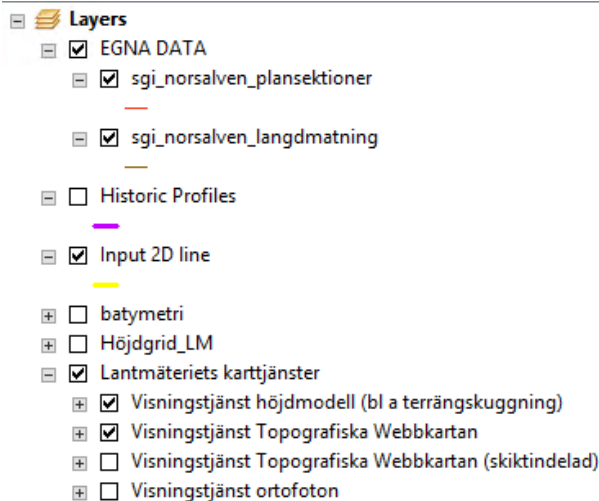 Layers
EGNA DATA
sgi_norsalven_plansektioner
sgi_norsalven_langdmatning
Historic Profiles
Input 2D line
batymetri
Höjdgrid_LM
Lantmäteriets karttjänster
Visningstjänst höjdmodell (bl a terrängskuggning)
Visningstjänst Topografiska Webbkartan
Visningstjänst Topografiska Webbkartan (skiktindelad)
Visningstjänst ortofoton